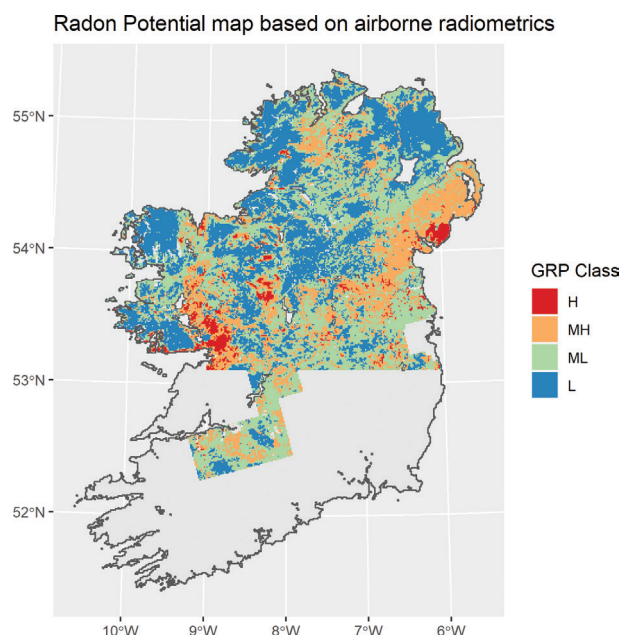 Radon Potential map based on airborne radiometrics
55°N
54°N
53°N
52°N
10°W 9°W 8°W 7°W 6°W
GRP Class
H
MH
ML
L